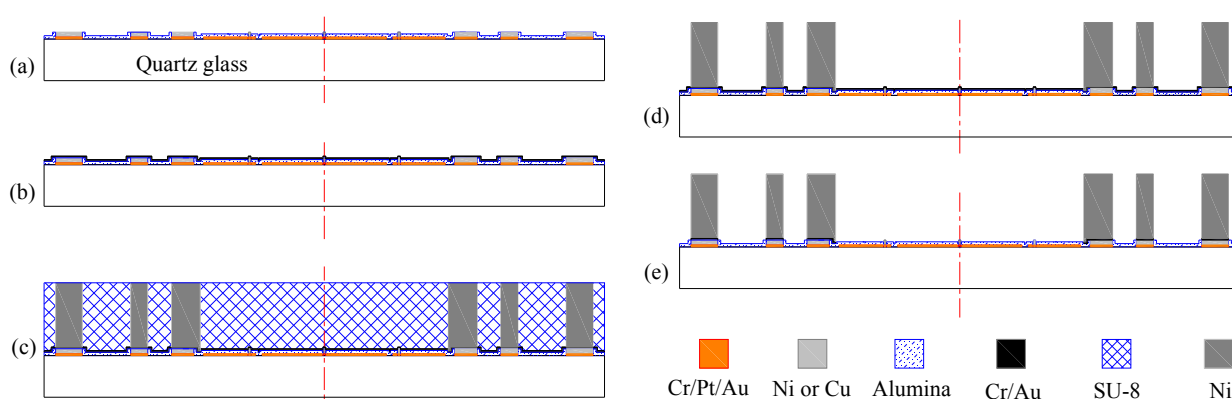 (a)
Quartz glass
(b)
(c)
(d)
(e)
Cr/Pt/Au Ni or Cu Alumina Cr/Au SU-8 Ni